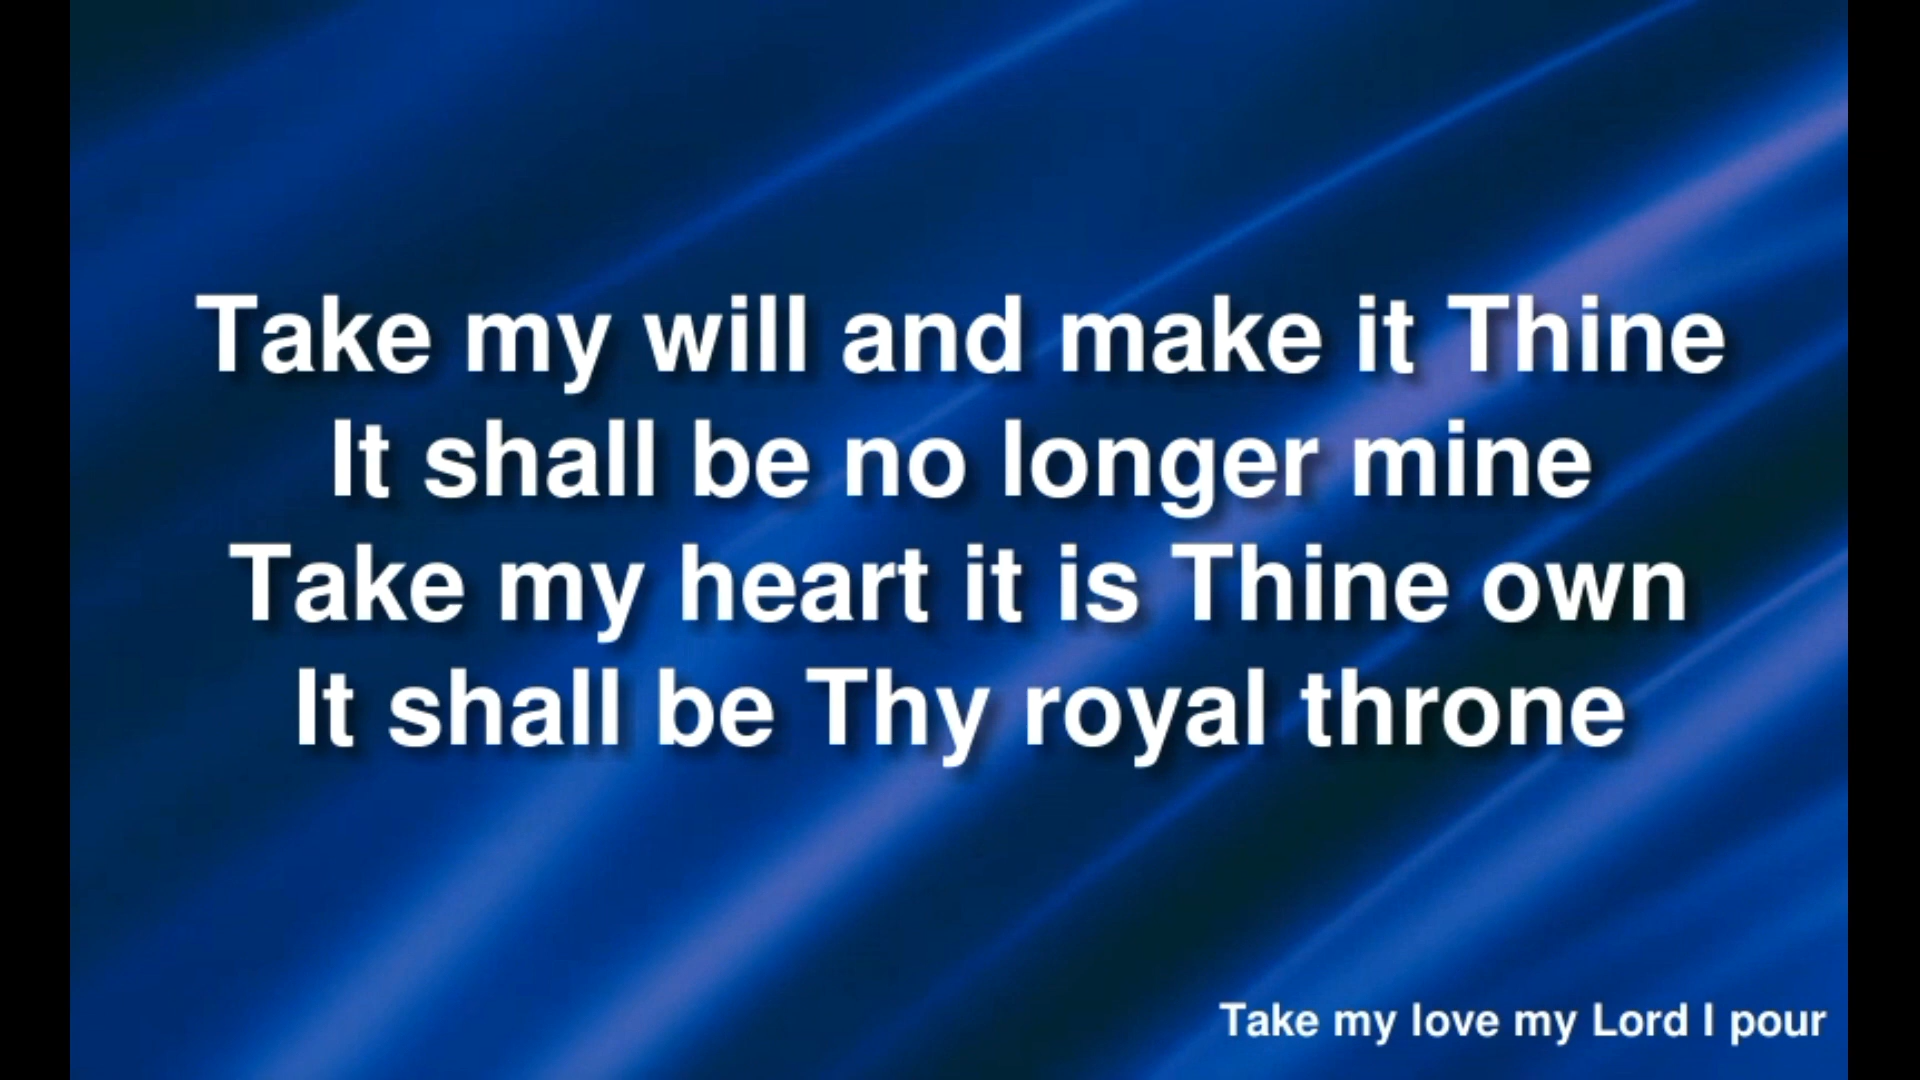 Take my will and make it Thine
It shall be no longer mine
Take my heart it is Thine own
It shall be Thy royal throne
Take my love my Lord I pour